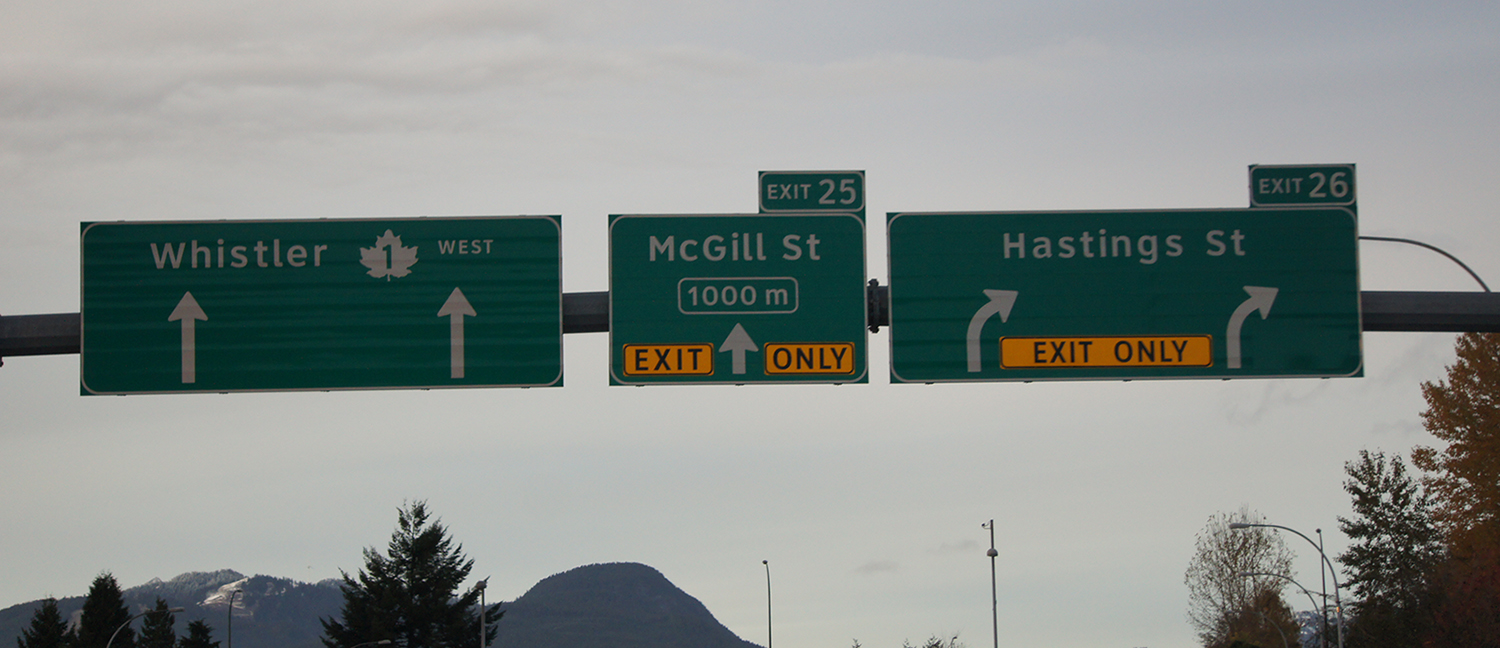 Whistler 1 WEST
EXIT 25
McGill St
1000 m
EXIT ONLY
EXIT 26
Hastings St
EXIT ONLY